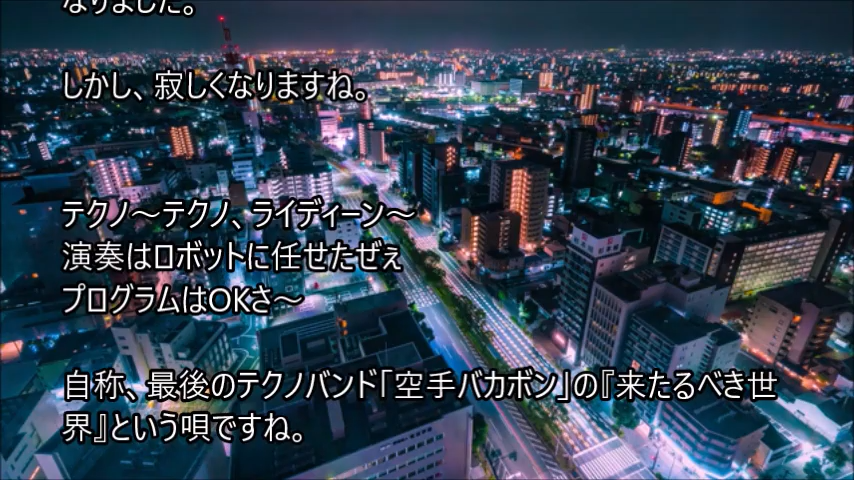 なりました。
しかし、寂しくなりますね。
テクノ～テクノ、ライディーン～
演奏はロボットに任せたぜぇ
プログラムはOKさ～
自称、最後のテクノバンド「空手バカボン」の『来たるべき世
界』という唄ですね。